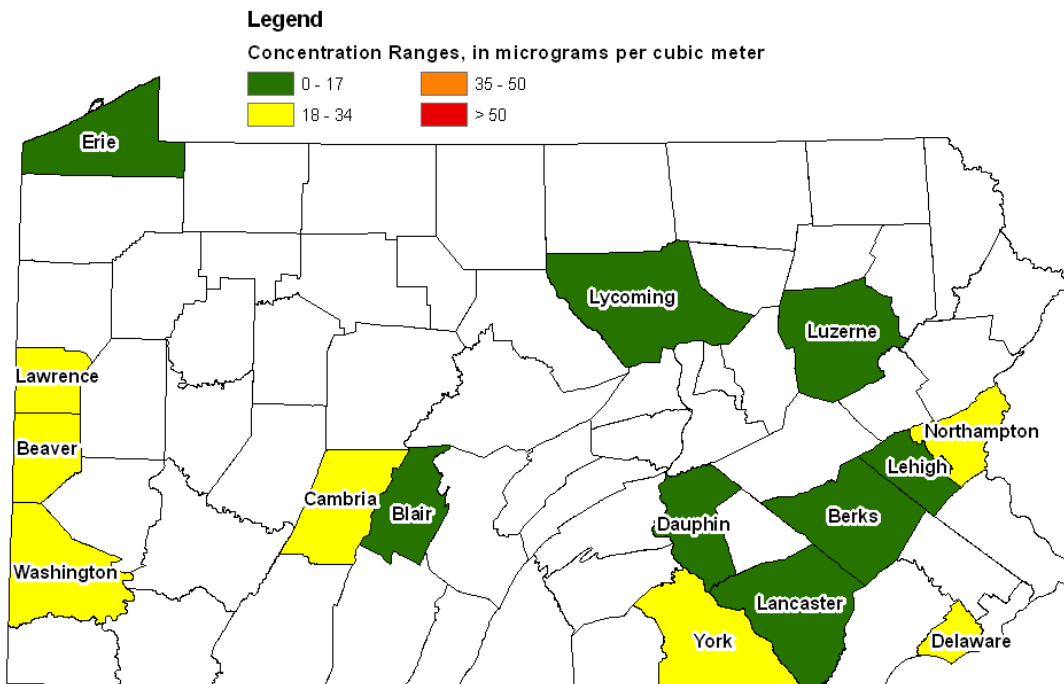 Legend
Concentration Ranges, in micrograms per cubic meter
0 - 17
35 - 50
18 - 34
> 50
Erie
Lycoming
Luzerne
Lawrence
Northampton
Beaver
Lehigh
Cambria
Blair
Berks
Dauphin
Washington
Lancaster
York
Delaware